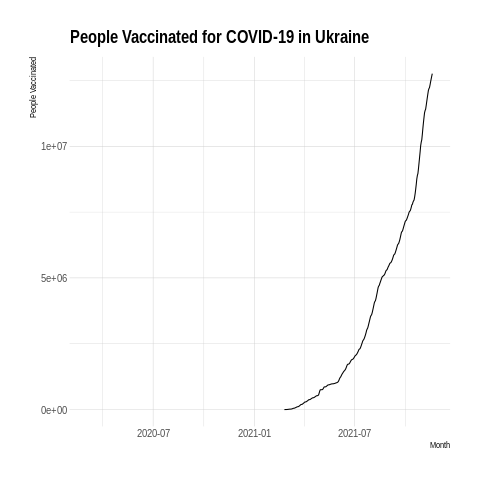 People Vaccinated for COVID-19 in Ukraine
People Vaccinated
1e+07
5e+06
0e+00
2020-07
2021-01
2021-07
Month